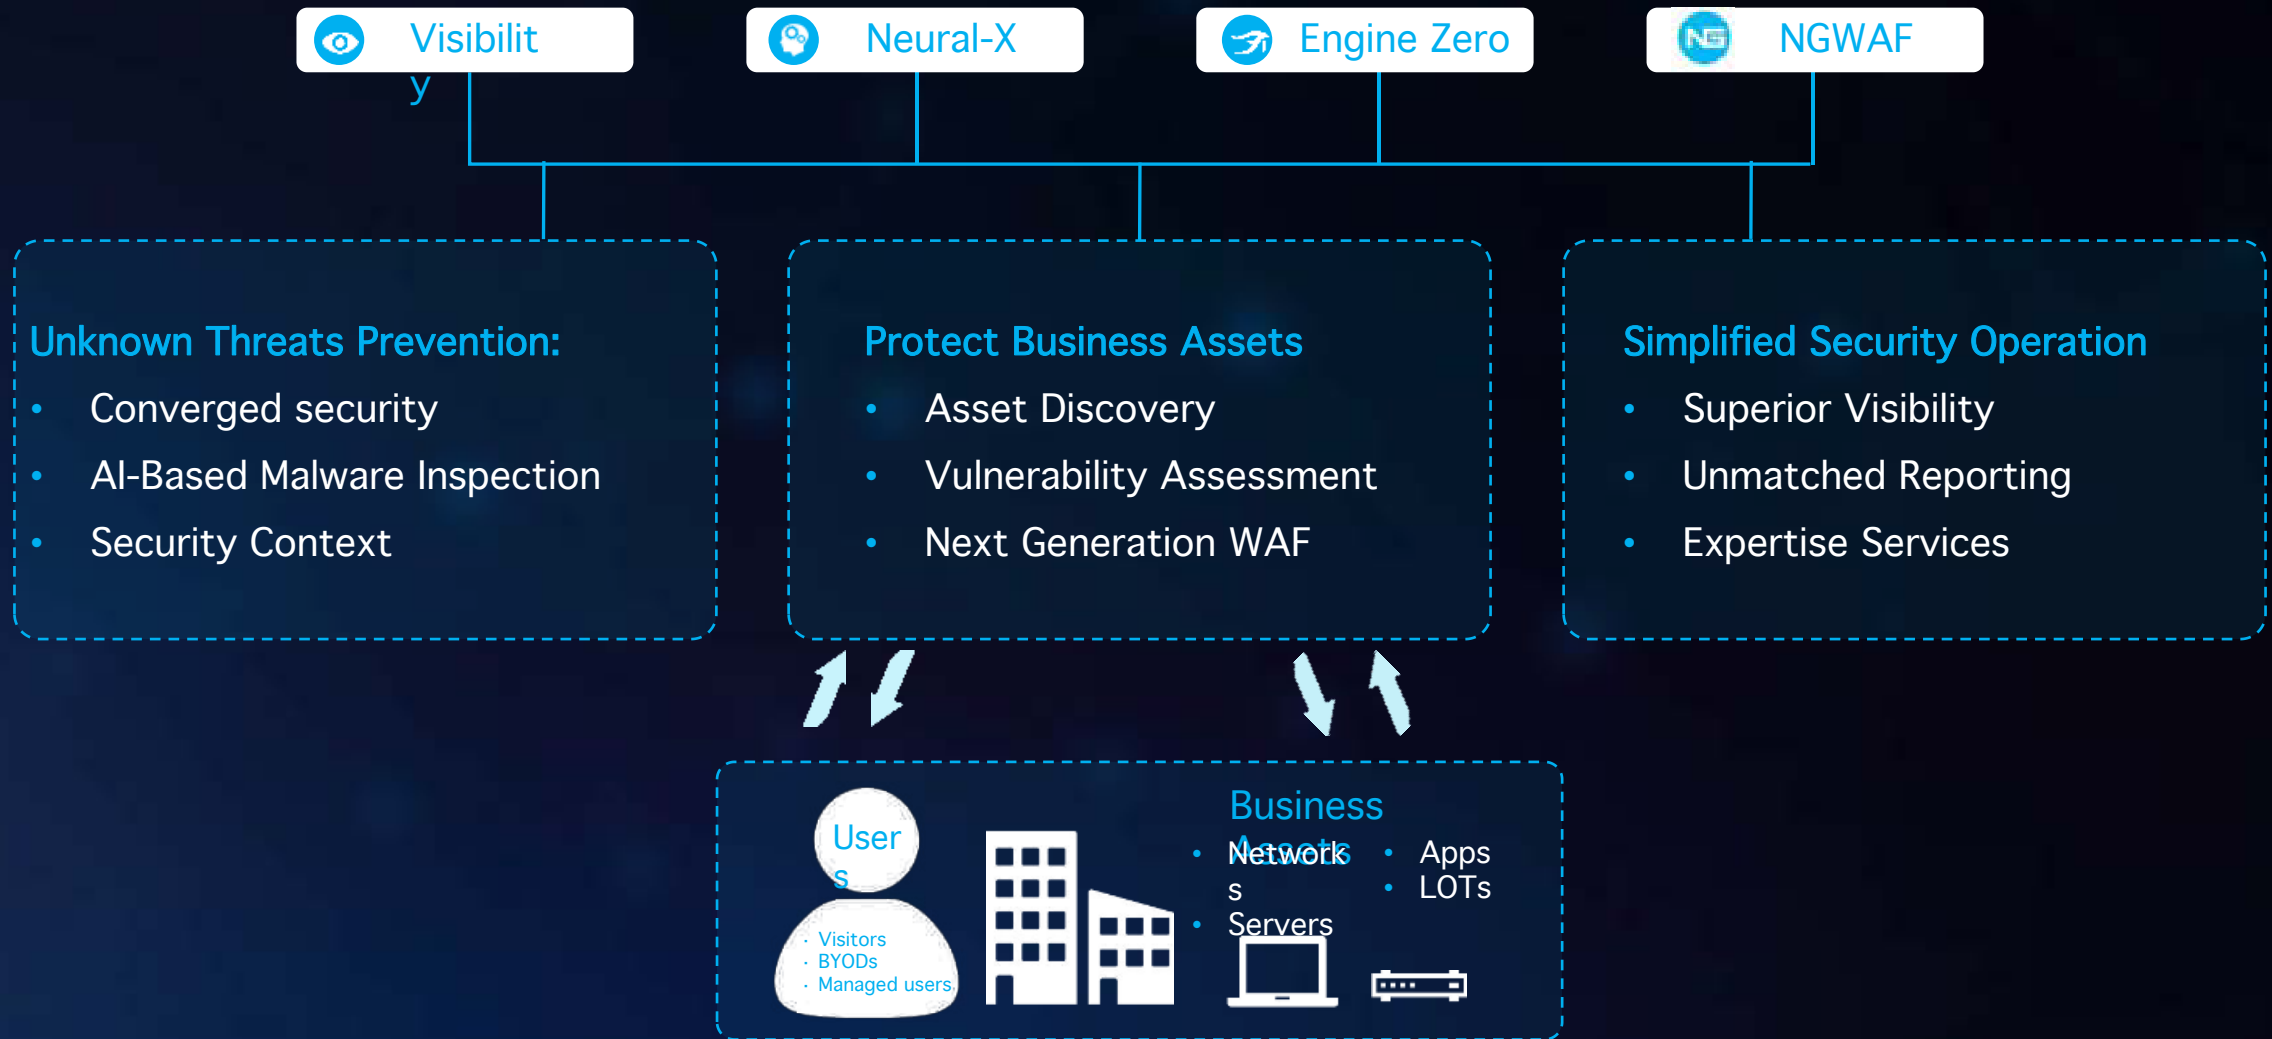 Visibilit
y
Neural-X
Engine Zero
NG
NGWAF
Unknown Threats Prevention:
• Converged security
• AI-Based Malware Inspection
• Security Context
Protect Business Assets
• Asset Discovery
• Vulnerability Assessment
• Next Generation WAF
Simplified Security Operation
• Superior Visibility
• Unmatched Reporting
• Expertise Services
User
s
· Visitors
· BYODs
· Managed users
Business
Assets
• Network
s
• Servers
• Apps
• LOTs